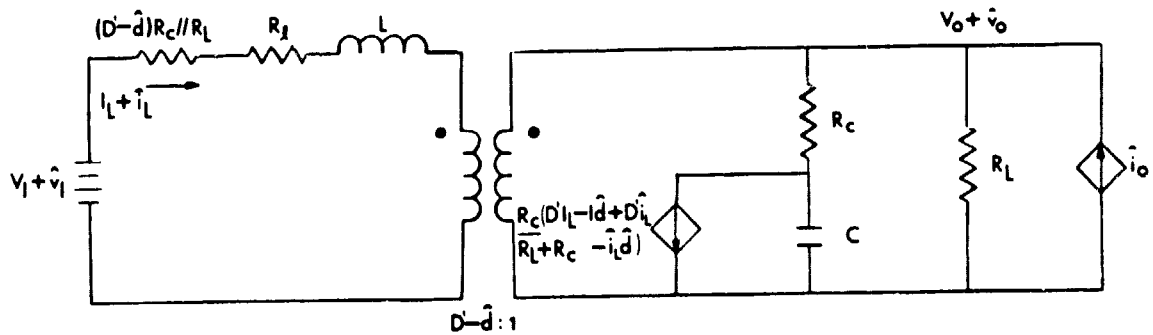 (D'-d̂)R_c//R_L
R_ℓ
L
V_o + v̂_o
I_L + î_L
R_c
R_L
î_o
V_I + v̂_I
R_c(D'I_L-Id̂+D'î_L
R_L+R_c -î_Ld̂)
C
D'-d̂:1